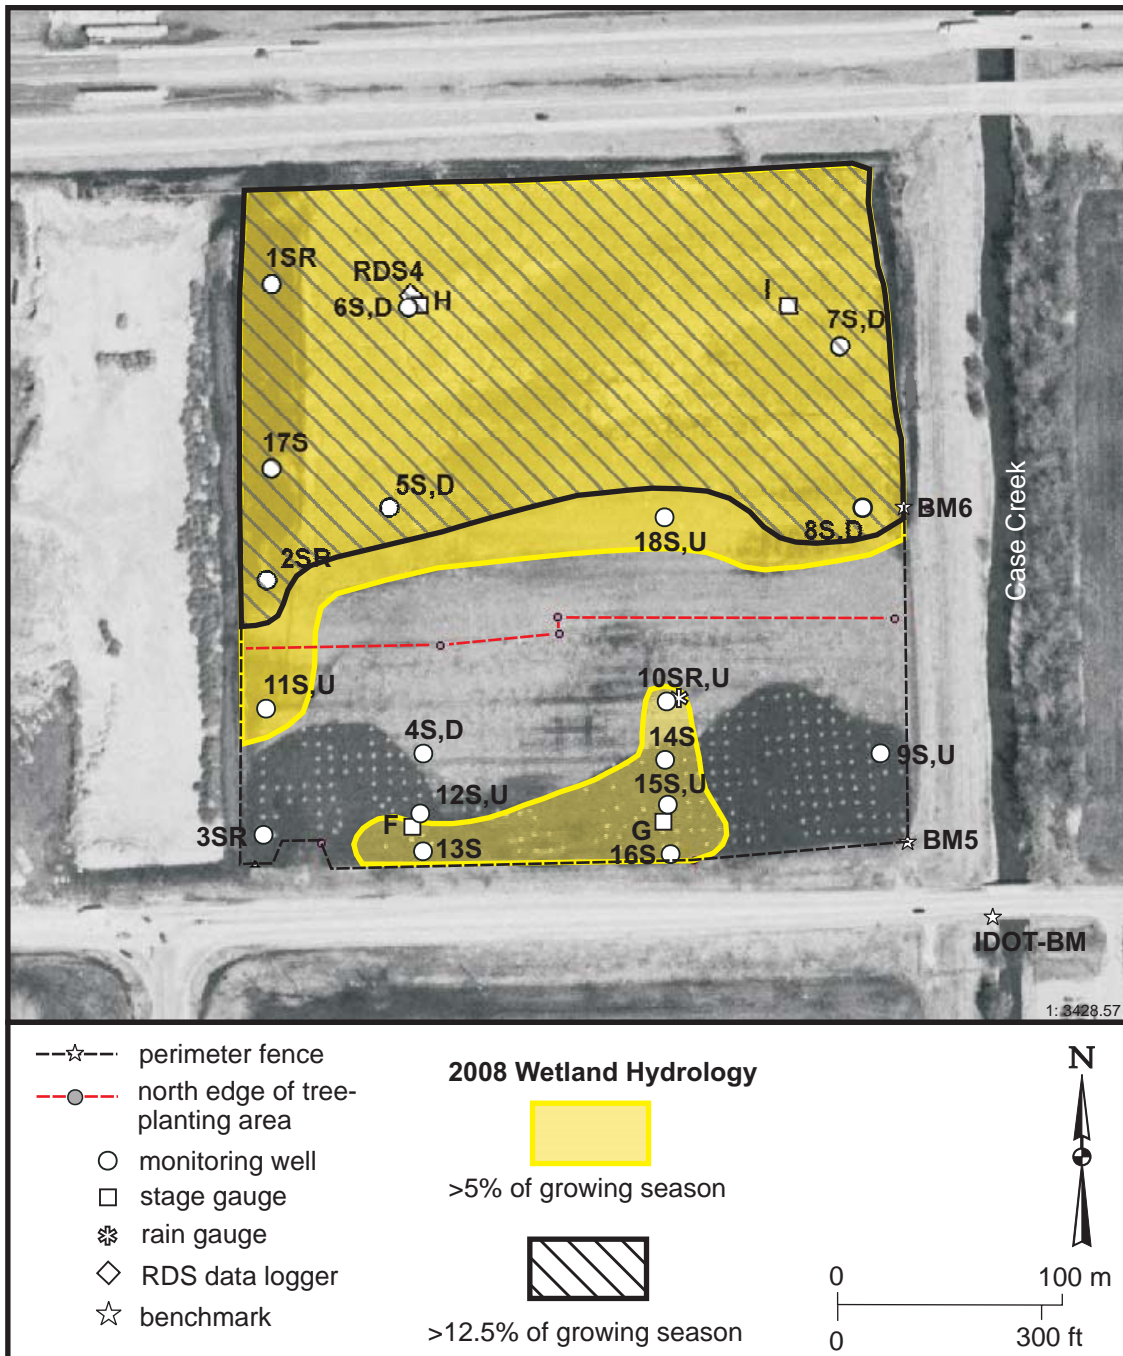 1SR
RDS4
6S,D
H
I
7S,D
17S
5S,D
18S,U
8S,D
BM6
2SR
Case Creek
11S,U
10SR,U
4S,D
14S
9S,U
12S,U
15S,U
3SR
F
G
13S
16S
BM5
IDOT-BM
1: 3428.57
perimeter fence
north edge of tree-
planting area
monitoring well
stage gauge
rain gauge
RDS data logger
benchmark
2008 Wetland Hydrology
>5% of growing season
>12.5% of growing season
N
0 100 m
0 300 ft